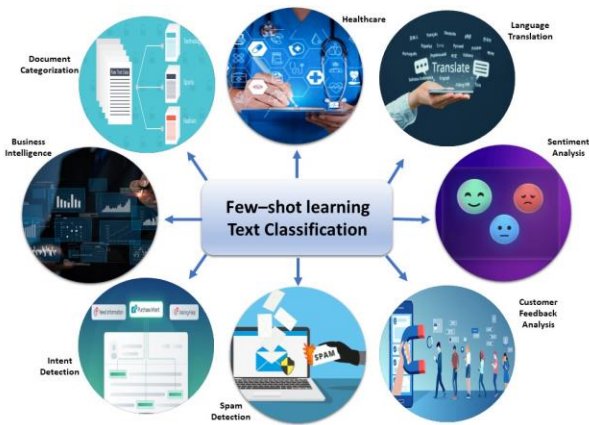 Healthcare
Language
Translation
Document
Categorization
Translate
Business
Intelligence
Sentiment
Analysis
Few–shot learning
Text Classification
Intent
Detection
Spam
Detection
SPAM
Customer
Feedback
Analysis